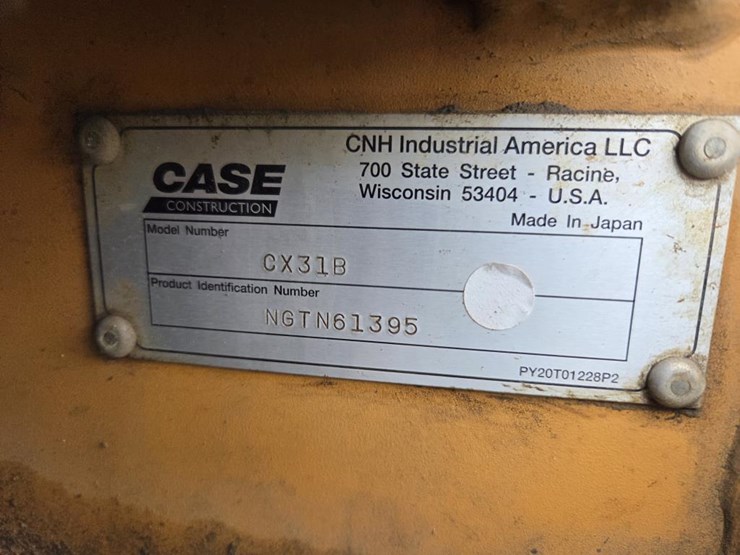 CASE
CONSTRUCTION
CNH Industrial America LLC
700 State Street - Racine,
Wisconsin 53404 - U.S.A.
Made In Japan
Model Number
CX31B
Product Identification Number
NGTN61395
PY20T01228P2